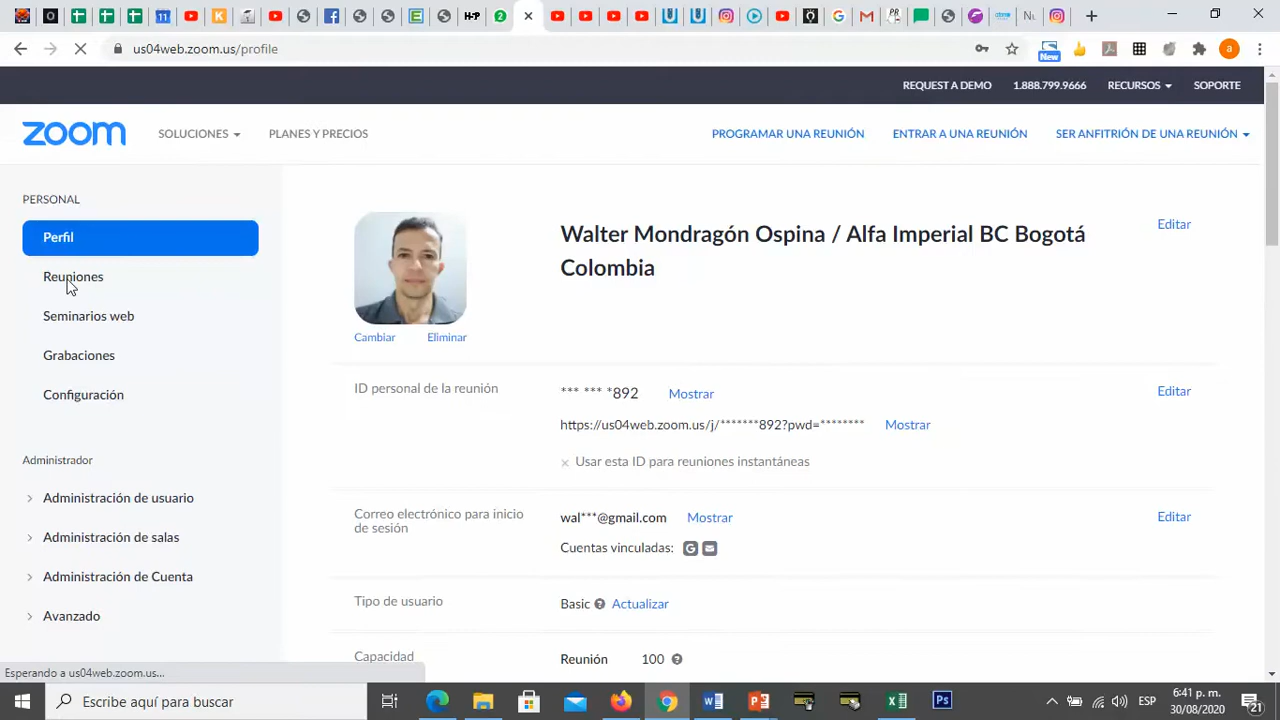 us04web.zoom.us/profile
New
REQUEST A DEMO 1.888.799.9666 RECURSOS SOPORTE
zoom SOLUCIONES PLANES Y PRECIOS PROGRAMAR UNA REUNIÓN ENTRAR A UNA REUNIÓN SER ANFITRIÓN DE UNA REUNIÓN
PERSONAL
Perfil
Reuniones
Seminarios web
Grabaciones
Configuración
Administrador
Administración de usuario
Administración de salas
Administración de Cuenta
Avanzado
Walter Mondragón Ospina / Alfa Imperial BC Bogotá
Colombia
Editar
Cambiar Eliminar
ID personal de la reunión *** *** *892 Mostrar Editar
https://us04web.zoom.us/j/*******892?pwd=******** Mostrar
Usar esta ID para reuniones instantáneas
Correo electrónico para inicio
de sesión
wal***@gmail.com Mostrar Editar
Cuentas vinculadas:
Tipo de usuario Basic Actualizar
Capacidad Reunión 100
Esperando a us04web.zoom.us...
Escribe aquí para buscar
ESP
6:41 p. m.
30/08/2020
21